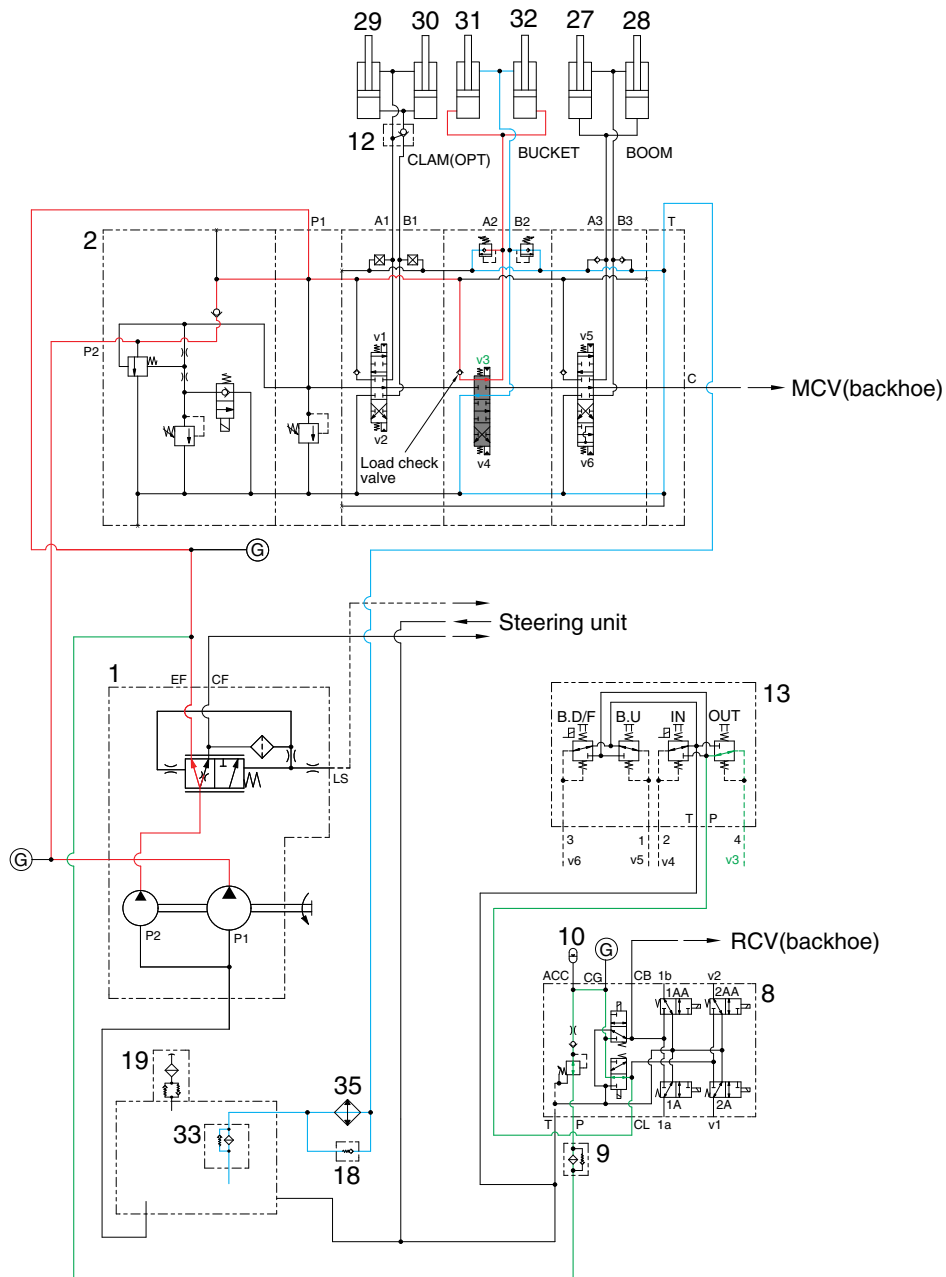 29 30 31 32 27 28
12
CLAM(OPT) BUCKET BOOM
P1 A1 B1 A2 B2 A3 B3 T
2
P2
v1 v3 v5
C
MCV(backhoe)
v2 v4 v6
Load check
valve
G
Steering unit
1
EF CF
LS
G
P2 P1
13
B.D/F B.U IN OUT
T P
3 1 2 4
v6 v5 v4 v3
10
G
RCV(backhoe)
ACC CG CB 1b v2
8
1AA 2AA
1A 2A
T P CL 1a v1
9
19
35
33
18